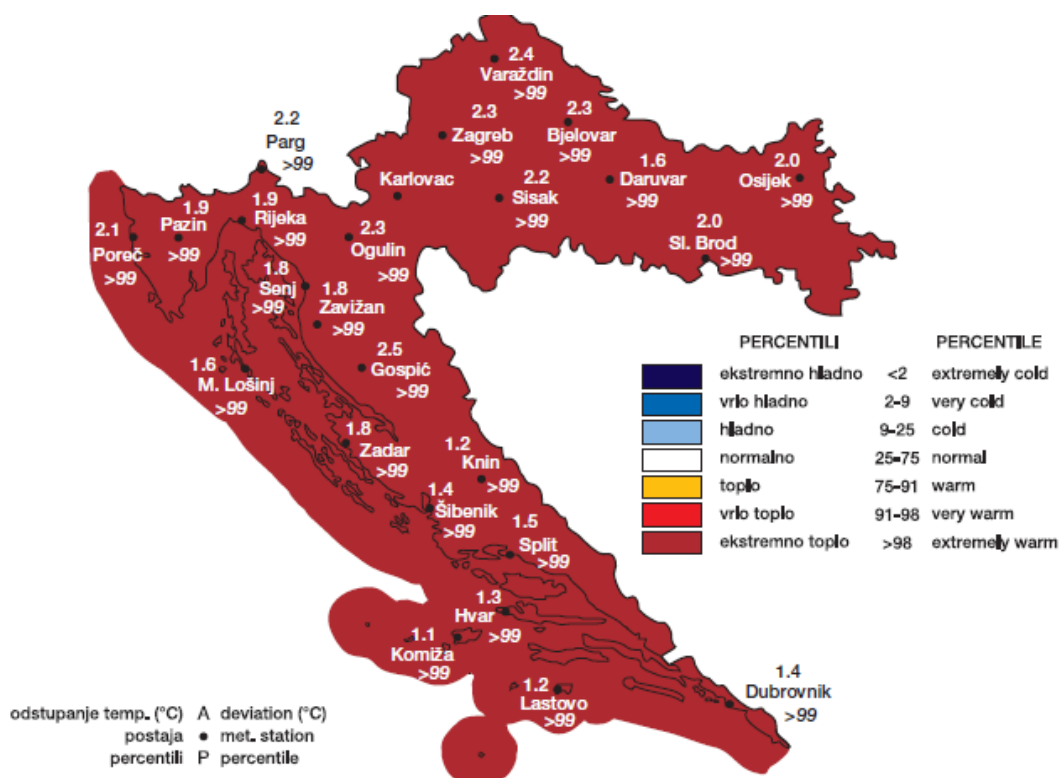 2.4
Varaždin
>99
2.3
Zagreb
>99
2.3
Bjelovar
>99
2.2
Parg
>99
1.6
Daruvar
>99
2.0
Osijek
>99
Karlovac
2.2
Sisak
>99
1.9
Pazin
>99
1.9
Rijeka
>99
2.1
Poreč
>99
2.3
Ogulin
>99
2.0
Sl. Brod
>99
1.8
Senj
>99
1.8
Zavižan
>99
1.6
M. Lošinj
>99
2.5
Gospić
>99
1.8
Zadar
>99
1.2
Knin
>99
1.4
Šibenik
>99
1.5
Split
>99
1.3
Hvar
>99
1.1
Komiža
>99
1.2
Lastovo
>99
1.4
Dubrovnik
>99
PERCENTILI PERCENTILE
ekstremno hladno <2 extremely cold
vrlo hladno 2–9 very cold
hladno 9–25 cold
normalno 25–75 normal
toplo 75–91 warm
vrlo toplo 91–98 very warm
ekstremno toplo >98 extremely warm
odstupanje temp. (°C) A deviation (°C)
postaja ● met. station
percentili P percentile